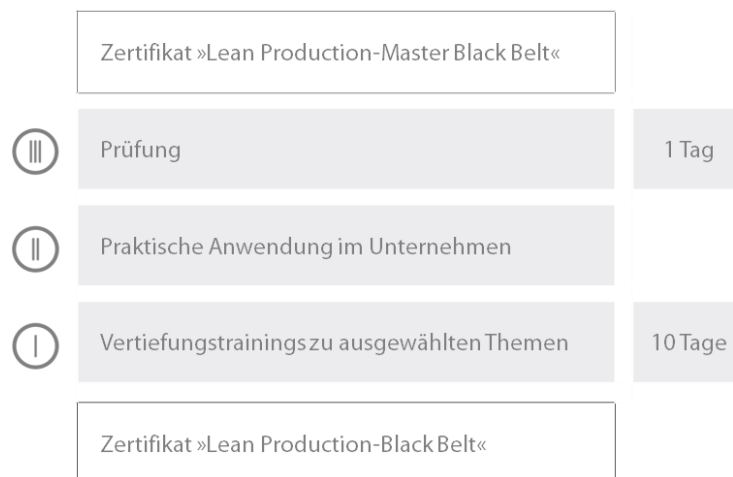 Zertifikat »Lean Production-Master Black Belt«
III Prüfung 1 Tag
II Praktische Anwendung im Unternehmen
I Vertiefungstrainings zu ausgewählten Themen 10 Tage
Zertifikat »Lean Production-Black Belt«